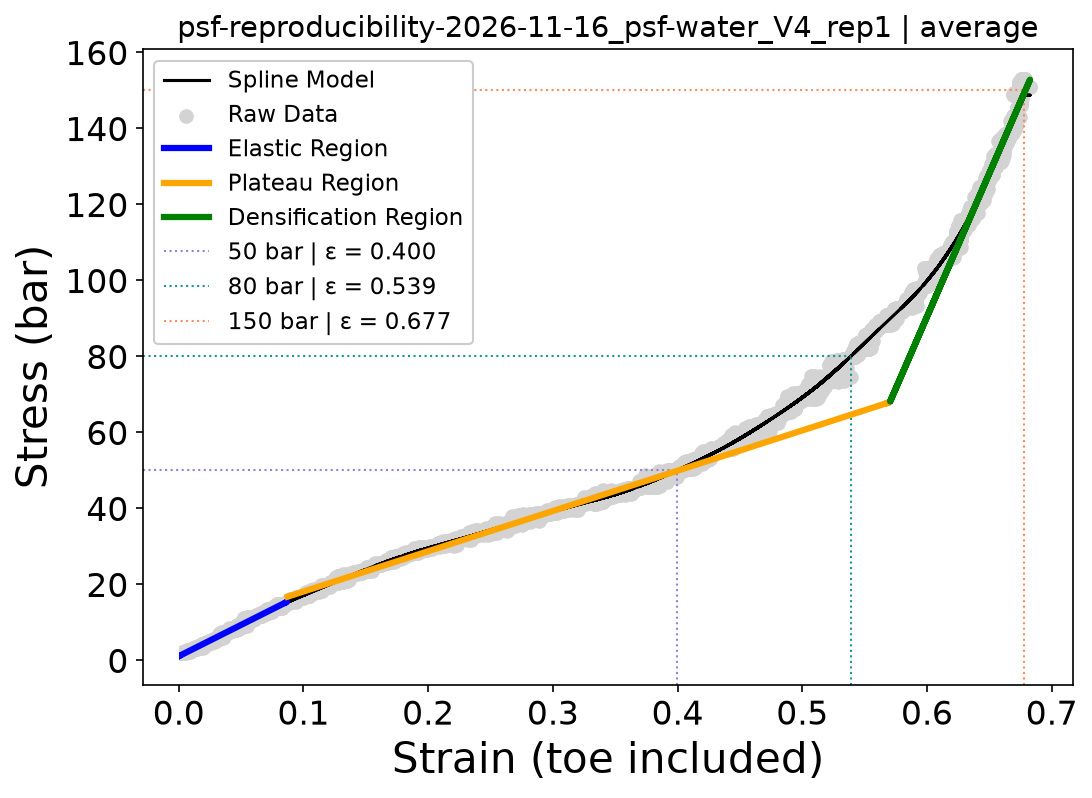 psf-reproducibility-2026-11-16_psf-water_V4_rep1 | average
Spline Model
Raw Data
Elastic Region
Plateau Region
Densification Region
50 bar | ε = 0.400
80 bar | ε = 0.539
150 bar | ε = 0.677
Stress (bar)
160
140
120
100
80
60
40
20
0
0.0 0.1 0.2 0.3 0.4 0.5 0.6 0.7
Strain (toe included)